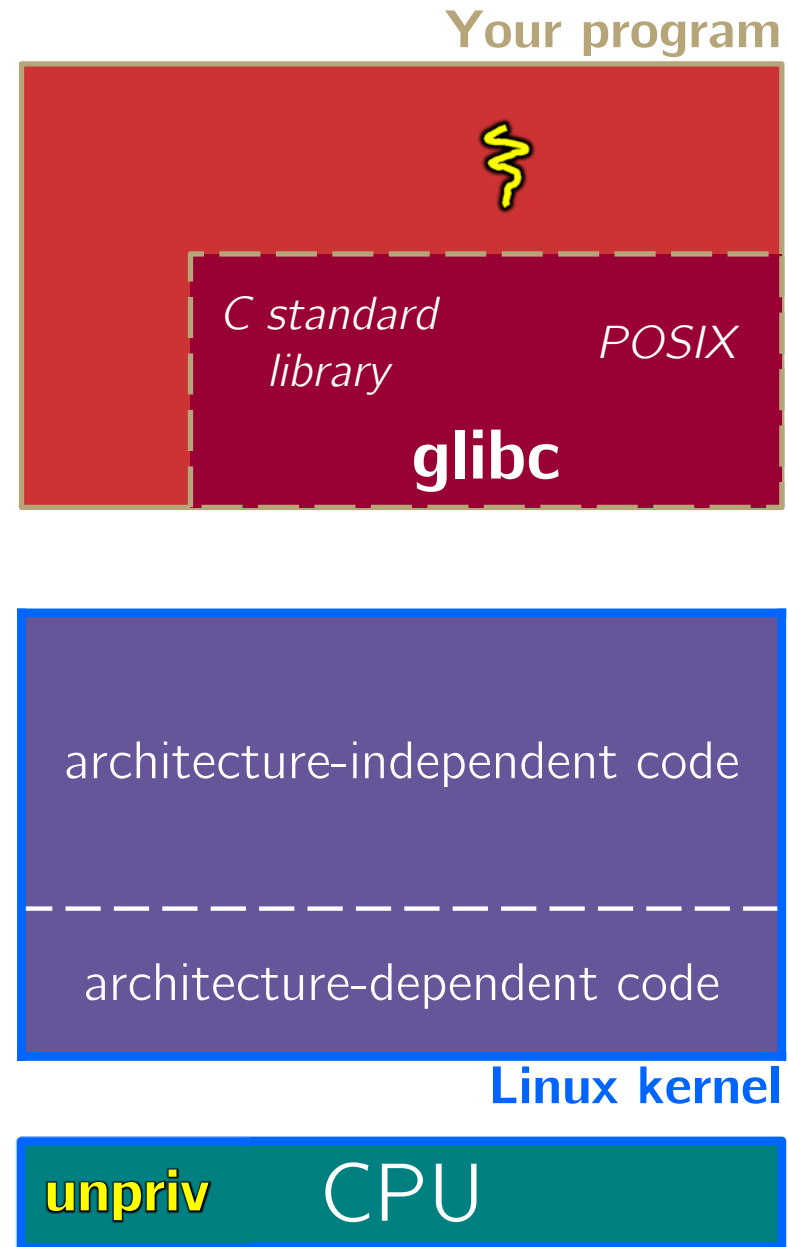 Your program
C standard
library
POSIX
glibc
architecture-independent code
architecture-dependent code
Linux kernel
unpriv
CPU